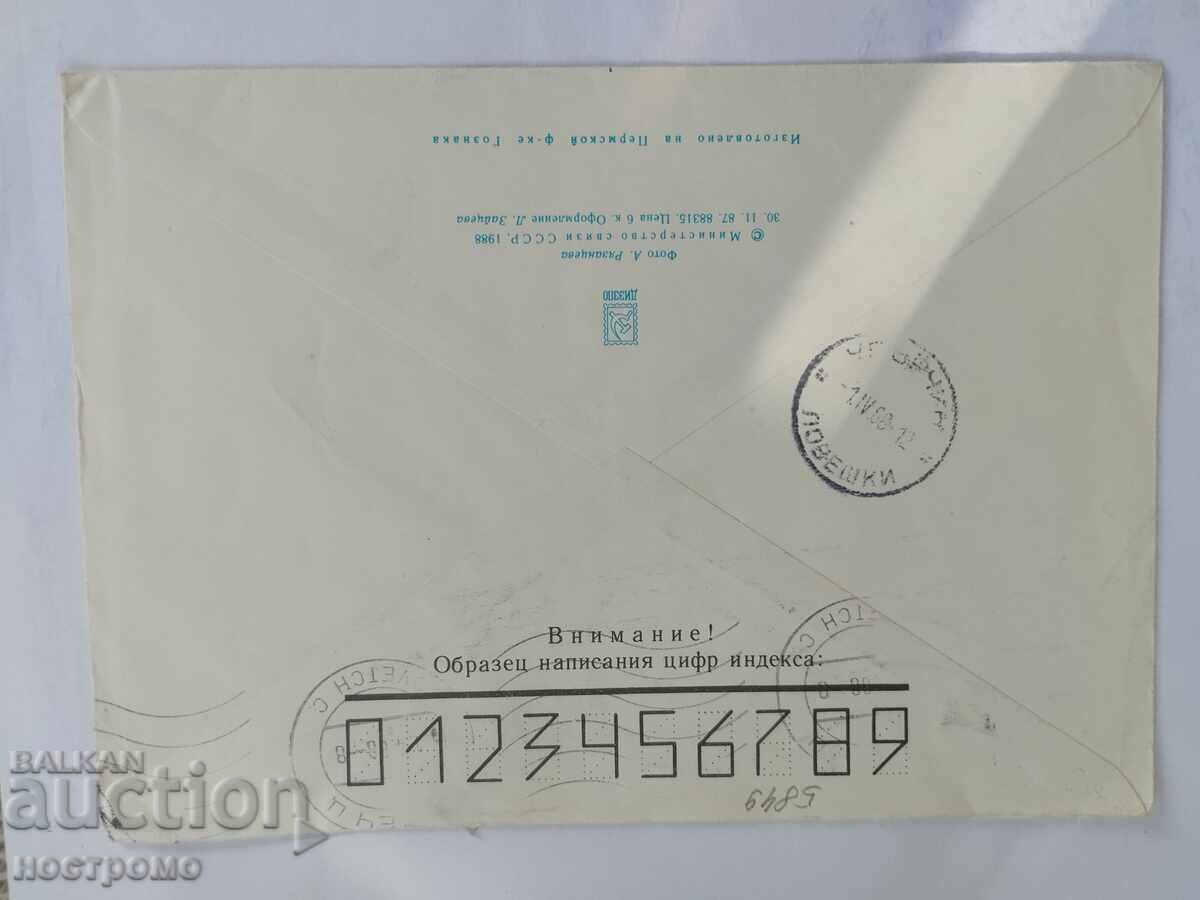 Изготовлено на Пермской ф-ке Гознака
30. 11. 87. 88315. Цена 6 к. Оформление Л. Зайцева
© Министерство связи СССР, 1988
Фото А. Рязанцева
ДИЭЗПО
ЛОВЕШКИ
Внимание!
Образец написания цифр индекса:
0123456789
5849
BALKAN
auction
ностромо